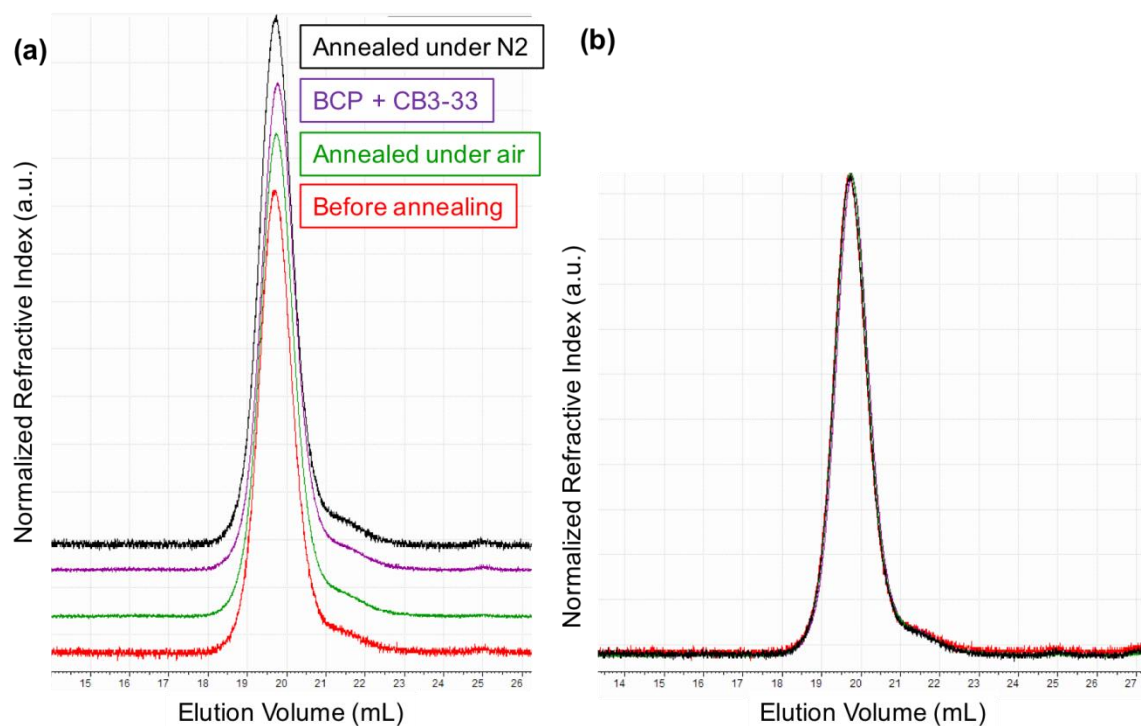 (a)
Annealed under N2
BCP + CB3-33
Annealed under air
Before annealing
Normalized Refractive Index (a.u.)
15 16 17 18 19 20 21 22 23 24 25 26
Elution Volume (mL)
(b)
Normalized Refractive Index (a.u.)
14 15 16 17 18 19 20 21 22 23 24 25 26 27
Elution Volume (mL)